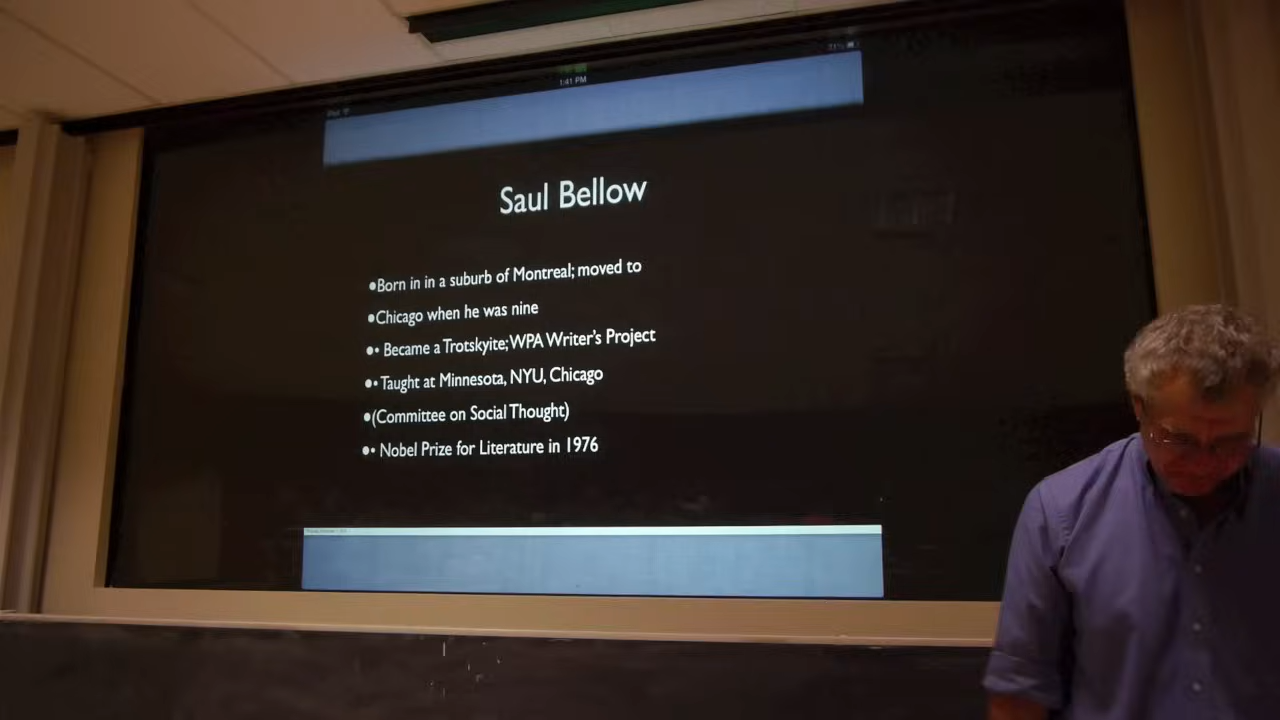 1:41 PM
Saul Bellow
•Born in in a suburb of Montreal; moved to
•Chicago when he was nine
•• Became a Trotskyite; WPA Writer's Project
•• Taught at Minnesota, NYU, Chicago
•(Committee on Social Thought)
•• Nobel Prize for Literature in 1976